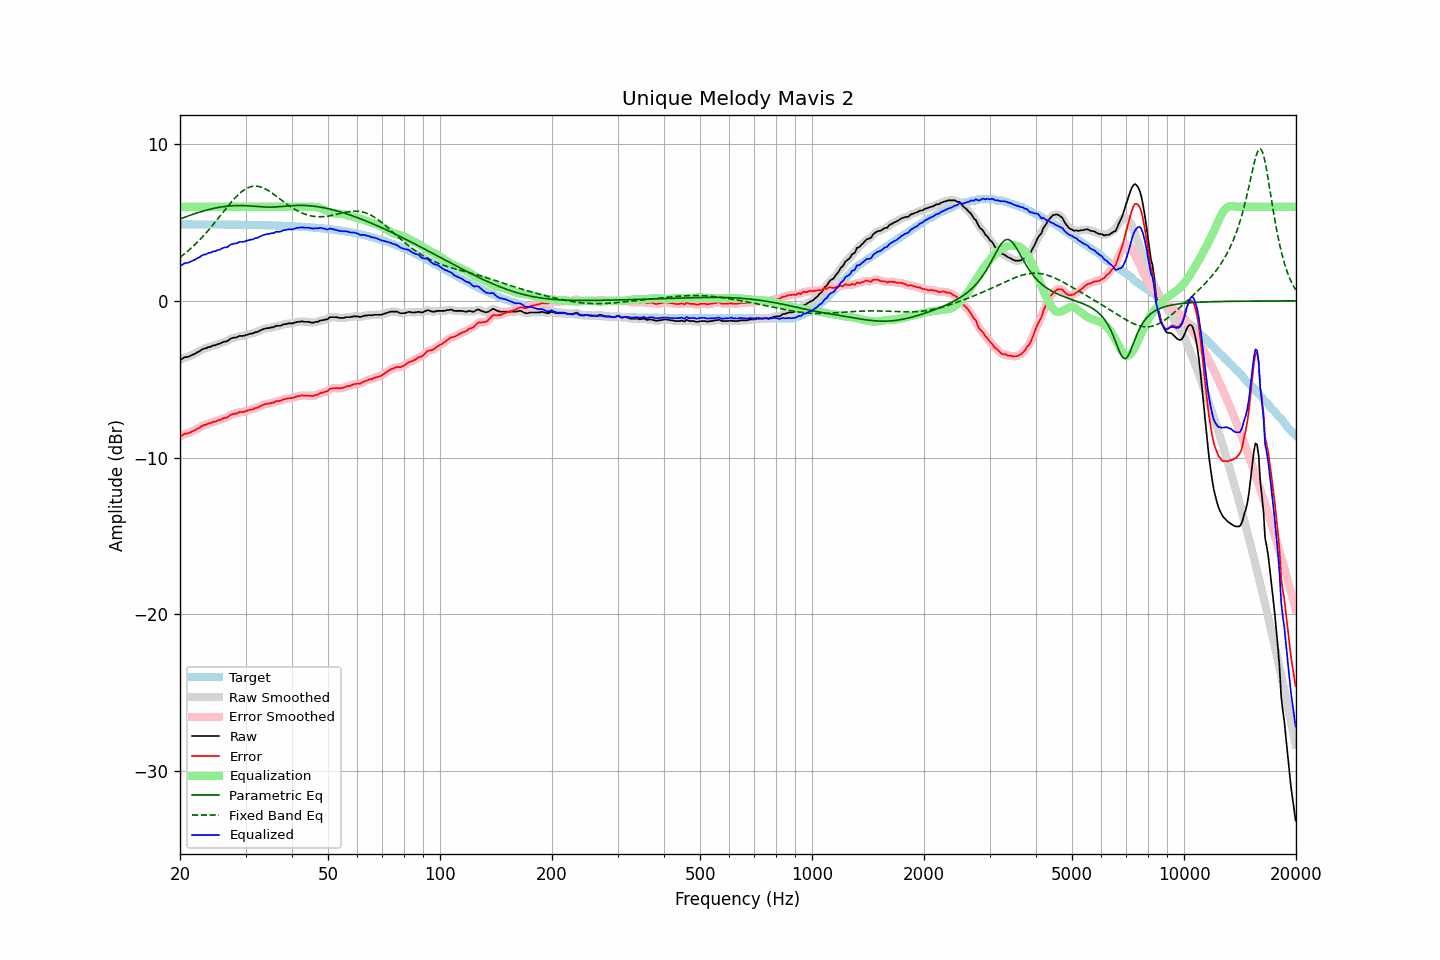 Unique Melody Mavis 2
Amplitude (dBr)
10
0
−10
−20
−30
Target
Raw Smoothed
Error Smoothed
Raw
Error
Equalization
Parametric Eq
Fixed Band Eq
Equalized
20 50 100 200 500 1000 2000 5000 10000 20000
Frequency (Hz)